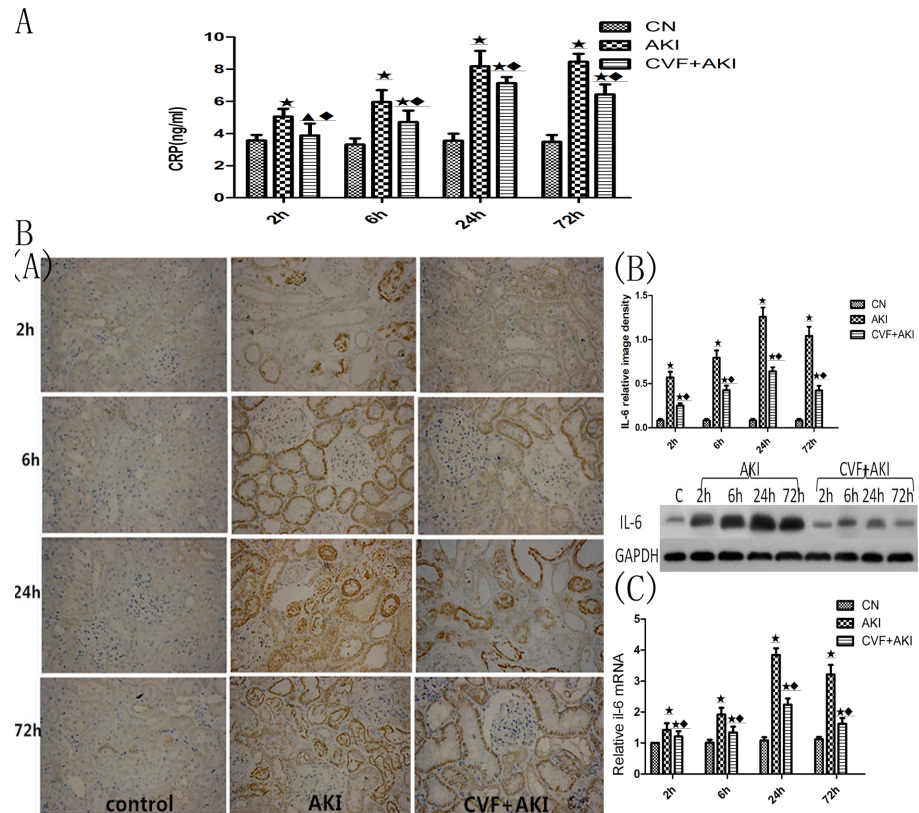 A
CN
AKI
CVF+AKI
CRP(ng/ml)
10
8
6
4
2
0
2h
6h
24h
72h
B
(A)
2h
6h
24h
72h
control
AKI
CVF+AKI
(B)
CN
AKI
CVF+AKI
IL-6 relative image density
1.5
1.0
0.5
0.0
2h
6h
24h
72h
AKI CVF+AKI
C 2h 6h 24h 72h 2h 6h 24h 72h
IL-6
GAPDH
(C)
CN
AKI
CVF+AKI
Relative il-6 mRNA
5
4
3
2
1
0
2h
6h
24h
72h